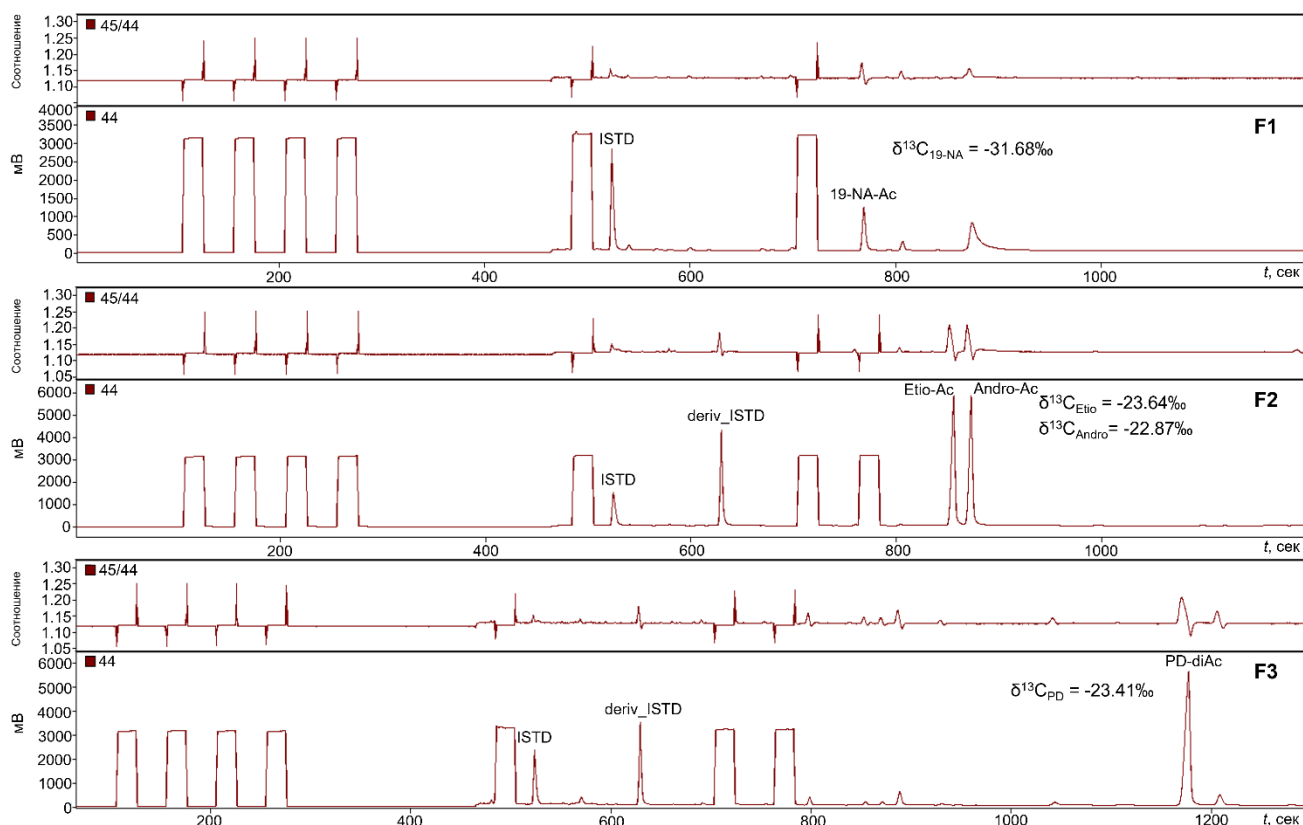 Соотношение
1.30
1.25
1.20
1.15
1.10
45/44
мВ
4000
3500
3000
2500
2000
1500
1000
500
0
44
F1
ISTD
δ¹³C19-NA = -31.68‰
19-NA-Ac
200 400 600 800 1000 t, сек
Соотношение
1.30
1.25
1.20
1.15
1.10
1.05
45/44
мВ
6000
5000
4000
3000
2000
1000
0
44
Etio-Ac Andro-Ac
F2
δ¹³CEtio = -23.64‰
δ¹³CAndro= -22.87‰
deriv_ISTD
ISTD
200 400 600 800 1000 t, сек
Соотношение
1.30
1.25
1.20
1.15
1.10
1.05
45/44
мВ
6000
5000
4000
3000
2000
1000
0
44
PD-diAc
F3
δ¹³CPD = -23.41‰
deriv_ISTD
ISTD
200 400 600 800 1000 1200 t, сек